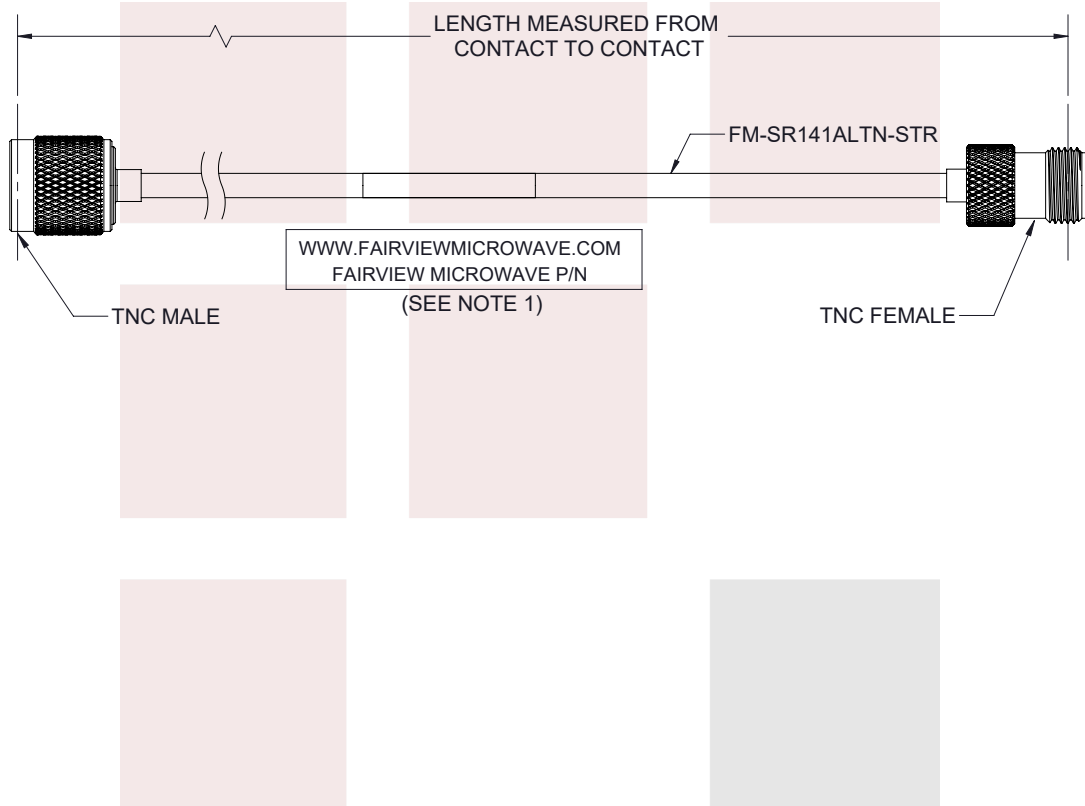 LENGTH MEASURED FROM
CONTACT TO CONTACT
FM-SR141ALTN-STR
WWW.FAIRVIEWMICROWAVE.COM
FAIRVIEW MICROWAVE P/N
(SEE NOTE 1)
TNC MALE
TNC FEMALE